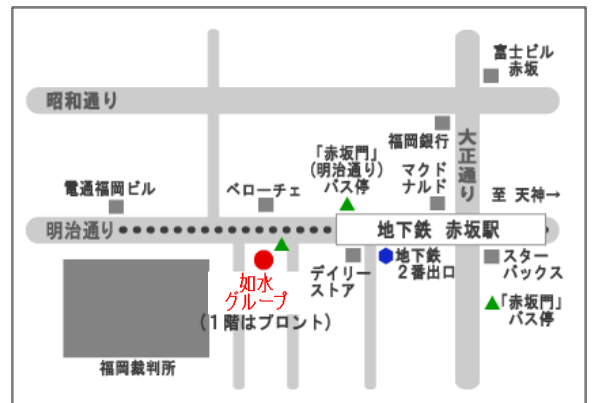 富士ビル
赤坂
昭和通り
福岡銀行
大正通り
「赤坂門」
(明治通り)
バス停
マクド
ナルド
電通福岡ビル
ベローチェ
至 天神→
明治通り
地下鉄 赤坂駅
デイリー
ストア
地下鉄
2番出口
スター
バックス
如水
グループ
(1階はプロント)
「赤坂門」
バス停
福岡裁判所